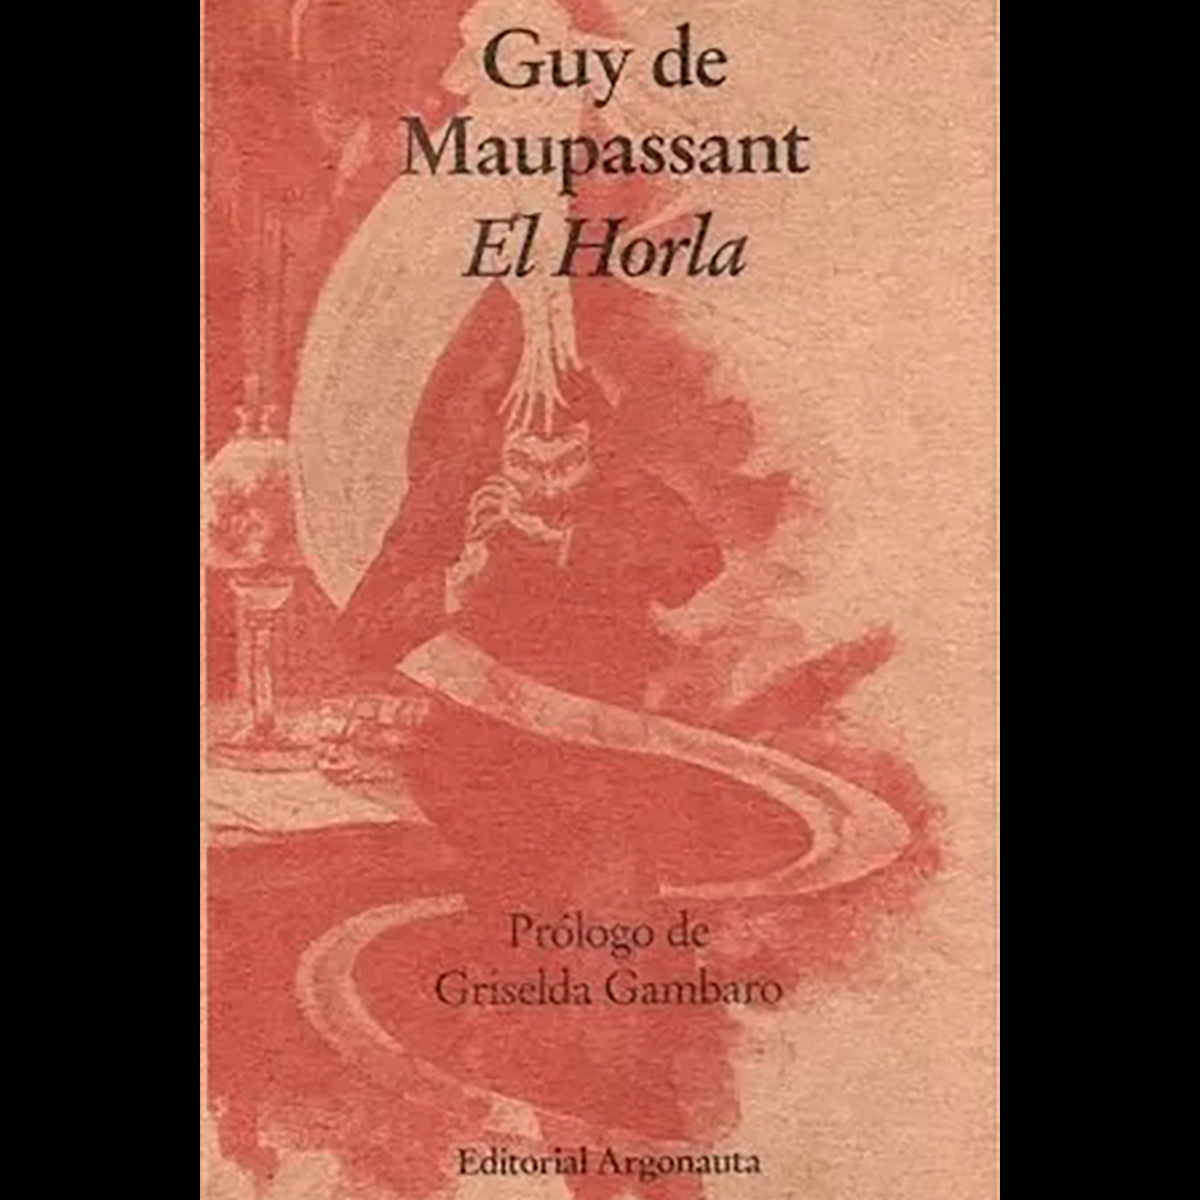 Guy de
Maupassant
El Horla
Prólogo de
Griselda Gambaro
Editorial Argonauta